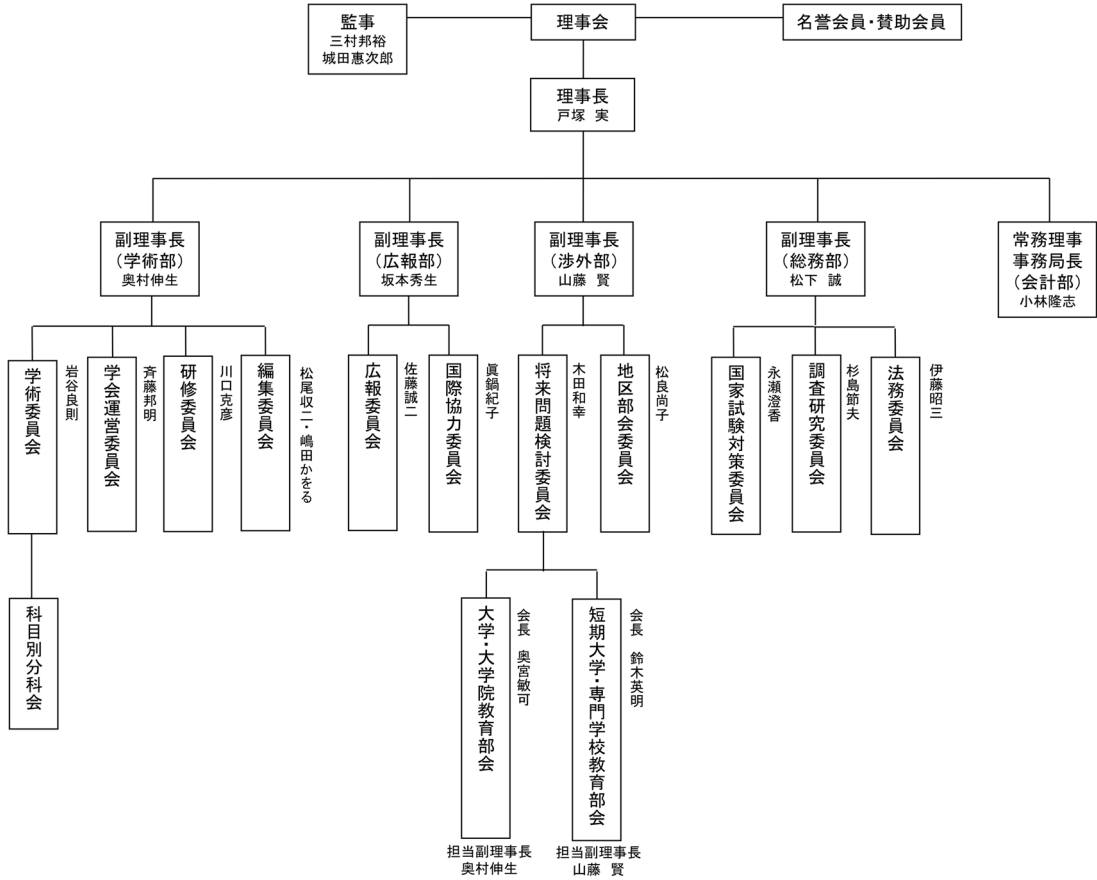 監事
三村邦裕
城田惠次郎
理事会
名誉会員・賛助会員
理事長
戸塚 実
副理事長
（学術部）
奥村伸生
副理事長
（広報部）
坂本秀生
副理事長
（渉外部）
山藤 賢
副理事長
（総務部）
松下 誠
常務理事
事務局長
（会計部）
小林隆志
学術委員会
岩谷良則
学会運営委員会
斉藤邦明
研修委員会
川口克彦
編集委員会
松尾収二・嶋田かをる
広報委員会
佐藤誠二
国際協力委員会
眞鍋紀子
将来問題検討委員会
木田和幸
地区部会委員会
松良尚子
国家試験対策委員会
永瀬澄香
調査研究委員会
杉島節夫
法務委員会
伊藤昭三
科目別分科会
大学・大学院教育部会
会長 奥宮敏可
担当副理事長
奥村伸生
短期大学・専門学校教育部会
会長 鈴木英明
担当副理事長
山藤 賢